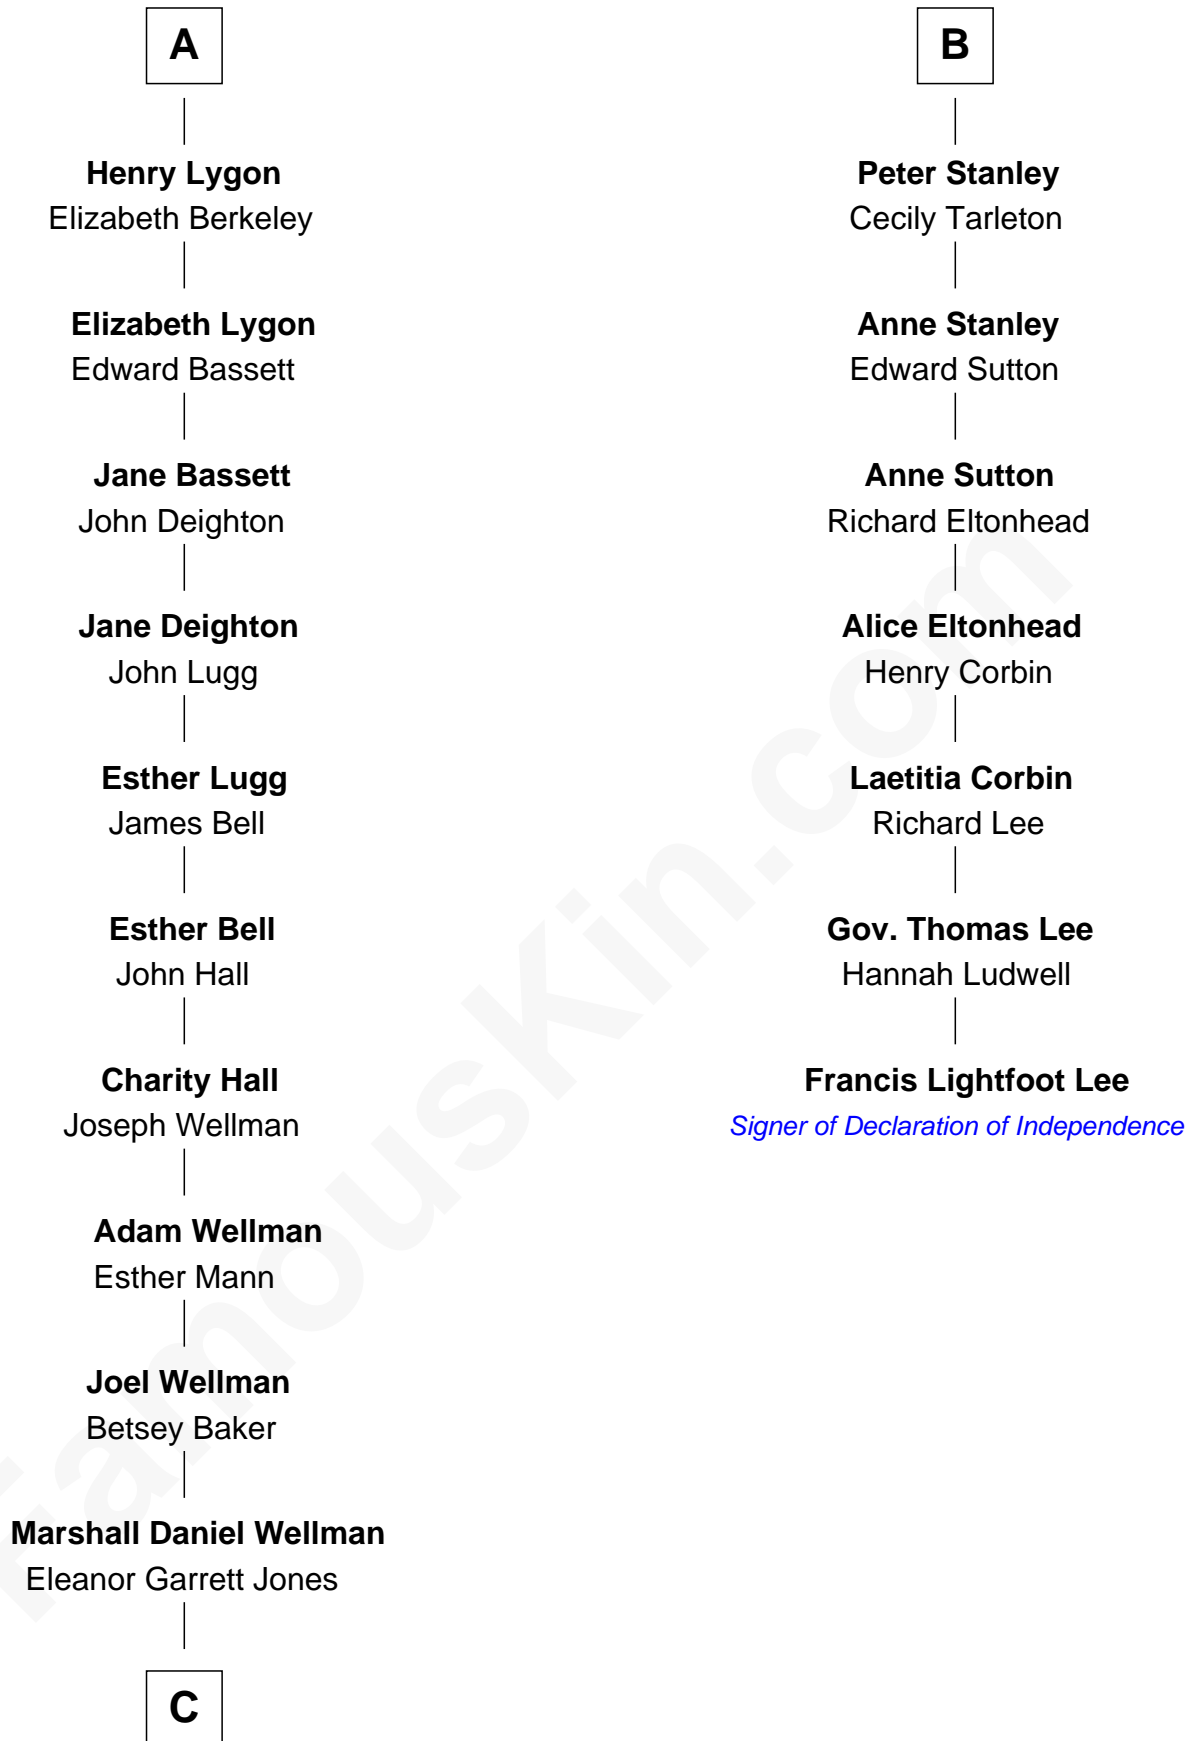 A
Henry Lygon
Elizabeth Berkeley
Elizabeth Lygon
Edward Bassett
Jane Bassett
John Deighton
Jane Deighton
John Lugg
Esther Lugg
James Bell
Esther Bell
John Hall
Charity Hall
Joseph Wellman
Adam Wellman
Esther Mann
Joel Wellman
Betsey Baker
Marshall Daniel Wellman
Eleanor Garrett Jones
C
B
Peter Stanley
Cecily Tarleton
Anne Stanley
Edward Sutton
Anne Sutton
Richard Eltonhead
Alice Eltonhead
Henry Corbin
Laetitia Corbin
Richard Lee
Gov. Thomas Lee
Hannah Ludwell
Francis Lightfoot Lee
Signer of Declaration of Independence
FamousKin.com